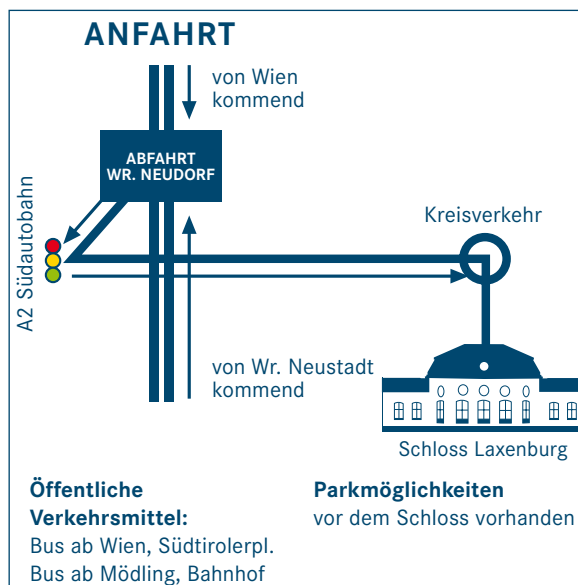 ANFAHRT
von Wien
kommend
ABFAHRT
WR. NEUDORF
A2 Südautobahn
Kreisverkehr
von Wr. Neustadt
kommend
Schloss Laxenburg
Öffentliche
Verkehrsmittel:
Bus ab Wien, Südtirolerpl.
Bus ab Mödling, Bahnhof
Parkmöglichkeiten
vor dem Schloss vorhanden